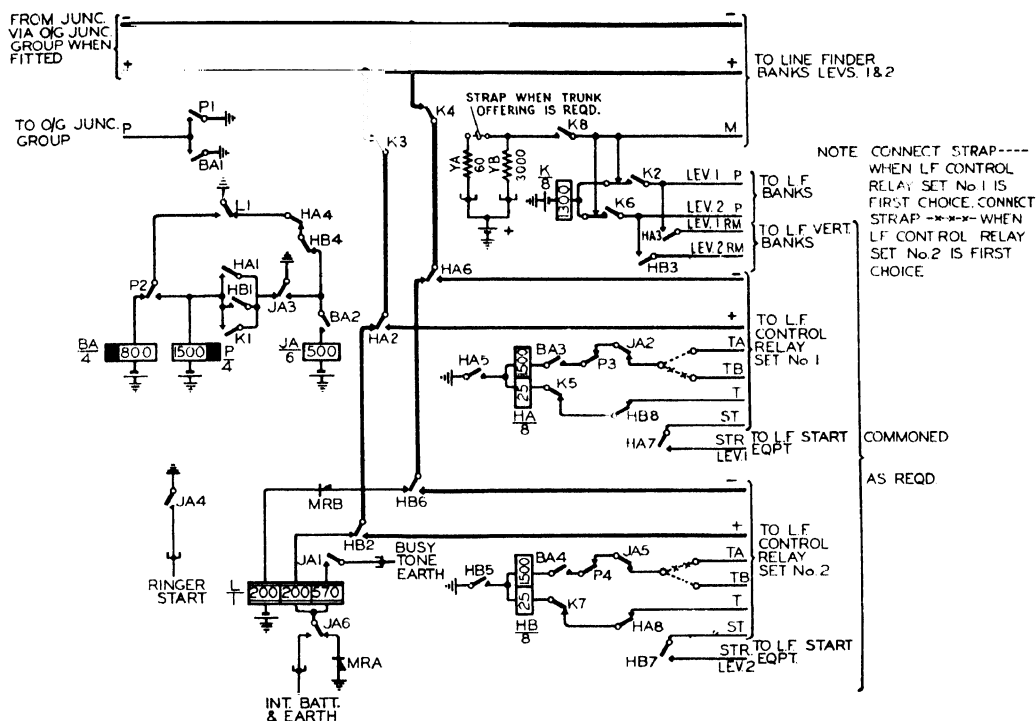 FROM JUNC.
VIA O/G JUNC.
GROUP WHEN
FITTED
−
+
−
+
TO LINE FINDER
BANKS LEVS. 1&2
M
TO O/G JUNC.
GROUP
P
P1
BA1
K3
K4
STRAP WHEN TRUNK
OFFERING IS REQD.
K8
YA
60
YB
3000
+
K
8
1300
K2
K6
LEV.1 P
LEV. 2 P
LEV.1 RM
LEV.2 RM
HA3
HB3
TO L.F.
BANKS
TO L.F. VERT.
BANKS
NOTE CONNECT STRAP----
WHEN LF CONTROL
RELAY SET No.1 IS
FIRST CHOICE. CONNECT
STRAP -x-x-x- WHEN
LF CONTROL RELAY
SET No.2 IS FIRST
CHOICE
L1
HA4
HB4
P2
HA1
HB1
K1
JA3
BA2
BA
4
800
1500
P
4
JA
6
500
HA6
HA2
−
+
TO L.F.
CONTROL
RELAY
SET No. 1
HA5
BA3
P3
JA2
TA
TB
1500
25
HA
8
K5
HB8
T
ST
HA7
STR
LEV.1
TO L.F. START
EQPT
COMMONED
AS REQD.
JA4
RINGER
START
MRB
HB6
HB2
−
+
TO L.F.
CONTROL
RELAY
SET No. 2
JA1
BUSY
TONE
EARTH
HB5
BA4
P4
JA5
TA
TB
1500
25
HB
8
K7
HA8
T
ST
HB7
STR.
LEV.2
TO L.F. START
EQPT.
L
1
200
200
570
JA6
MRA
INT. BATT.
& EARTH